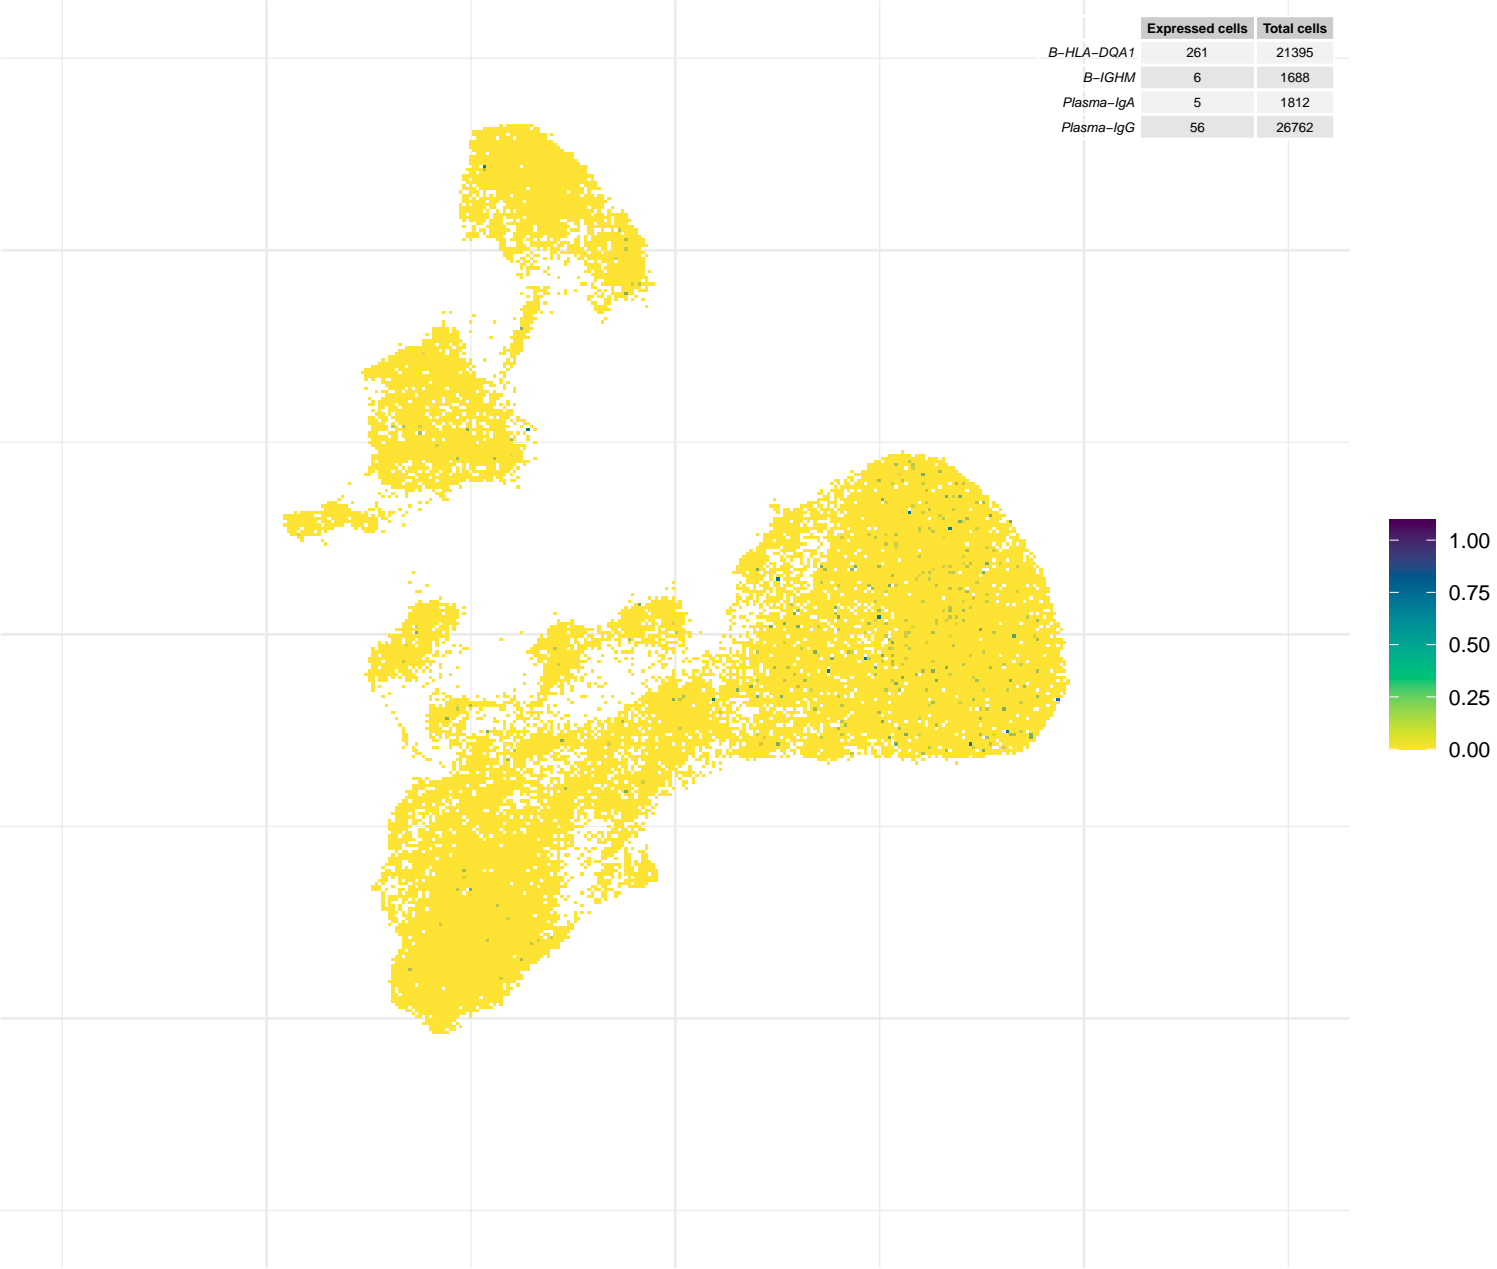 Expressed cells Total cells
B−HLA−DQA1 261 21395
B−IGHM 6 1688
Plasma−IgA 5 1812
Plasma−IgG 56 26762
1.00
0.75
0.50
0.25
0.00